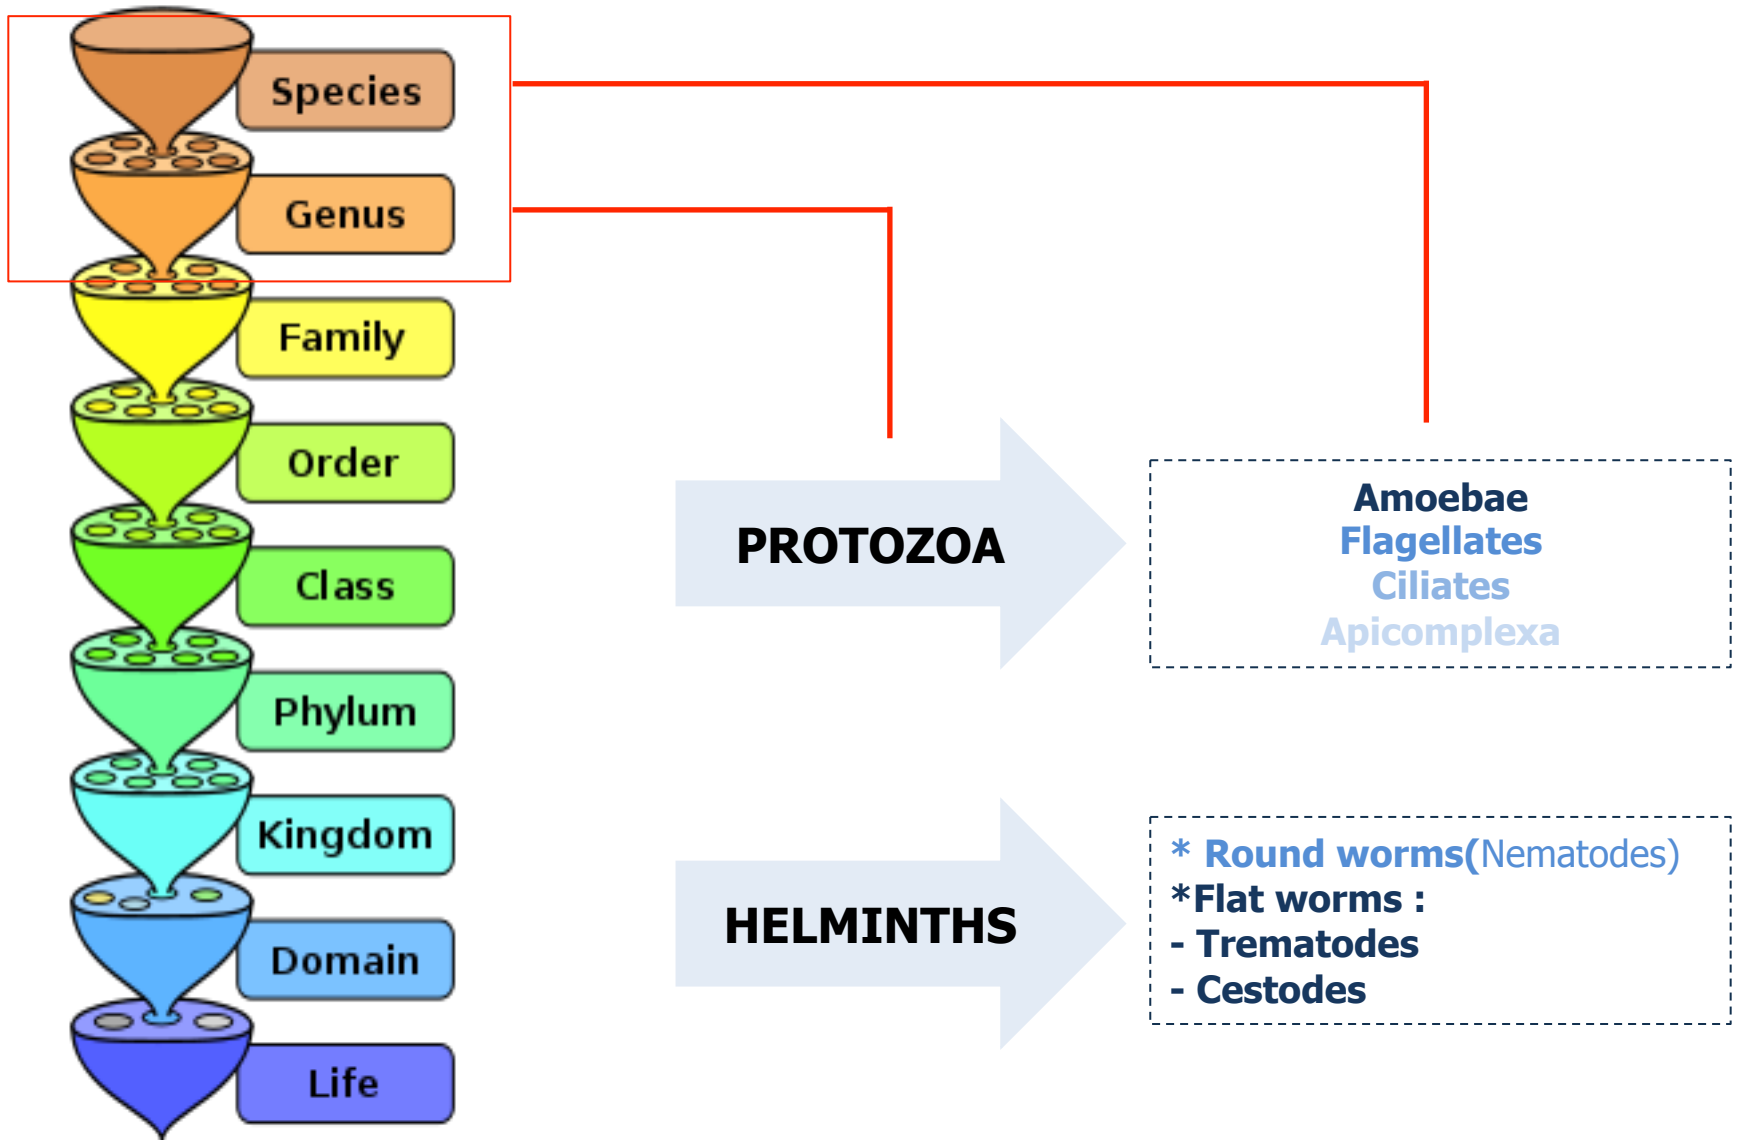 Species
Genus
Family
Order
Class
Phylum
Kingdom
Domain
Life
PROTOZOA
Amoebae
Flagellates
Ciliates
Apicomplexa
HELMINTHS
* Round worms(Nematodes)
*Flat worms :
- Trematodes
- Cestodes